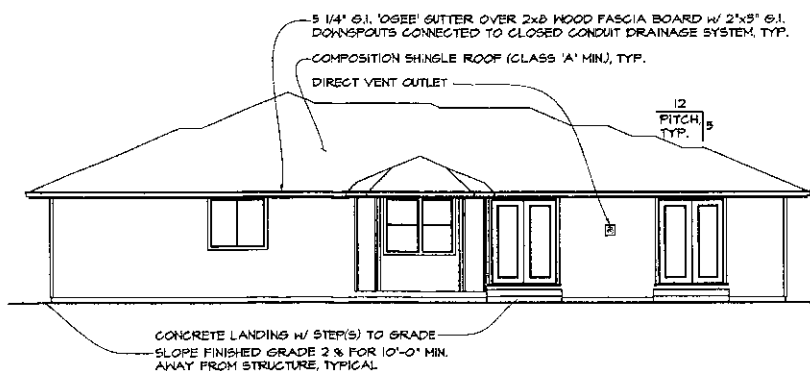 5 1/4" G.I. 'OGEE' GUTTER OVER 2x8 WOOD FASCIA BOARD W/ 2"x3" G.I.
DOWNSPOUTS CONNECTED TO CLOSED CONDUIT DRAINAGE SYSTEM, TYP.
COMPOSITION SHINGLE ROOF (CLASS 'A' MIN.), TYP.
DIRECT VENT OUTLET
12
PITCH, 5
TYP.
CONCRETE LANDING W/ STEP(S) TO GRADE
SLOPE FINISHED GRADE 2 % FOR 10'-0" MIN.
AWAY FROM STRUCTURE, TYPICAL